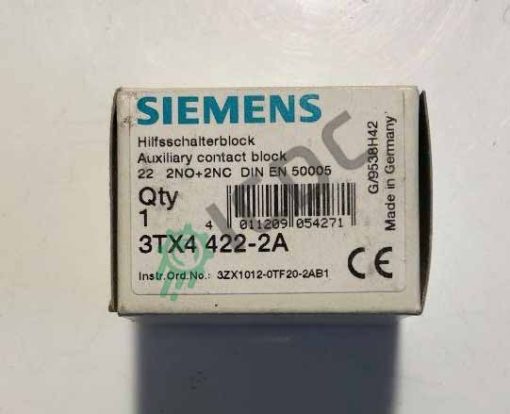 SIEMENS
Hilfsschalterblock
Auxiliary contact block
22 2NO+2NC DIN EN 50005
Qty
1
4 011209 054271
3TX4 422-2A
Instr.Ord.No.: 3ZX1012-0TF20-2AB1
CE
G/9538H42
Made in Germany